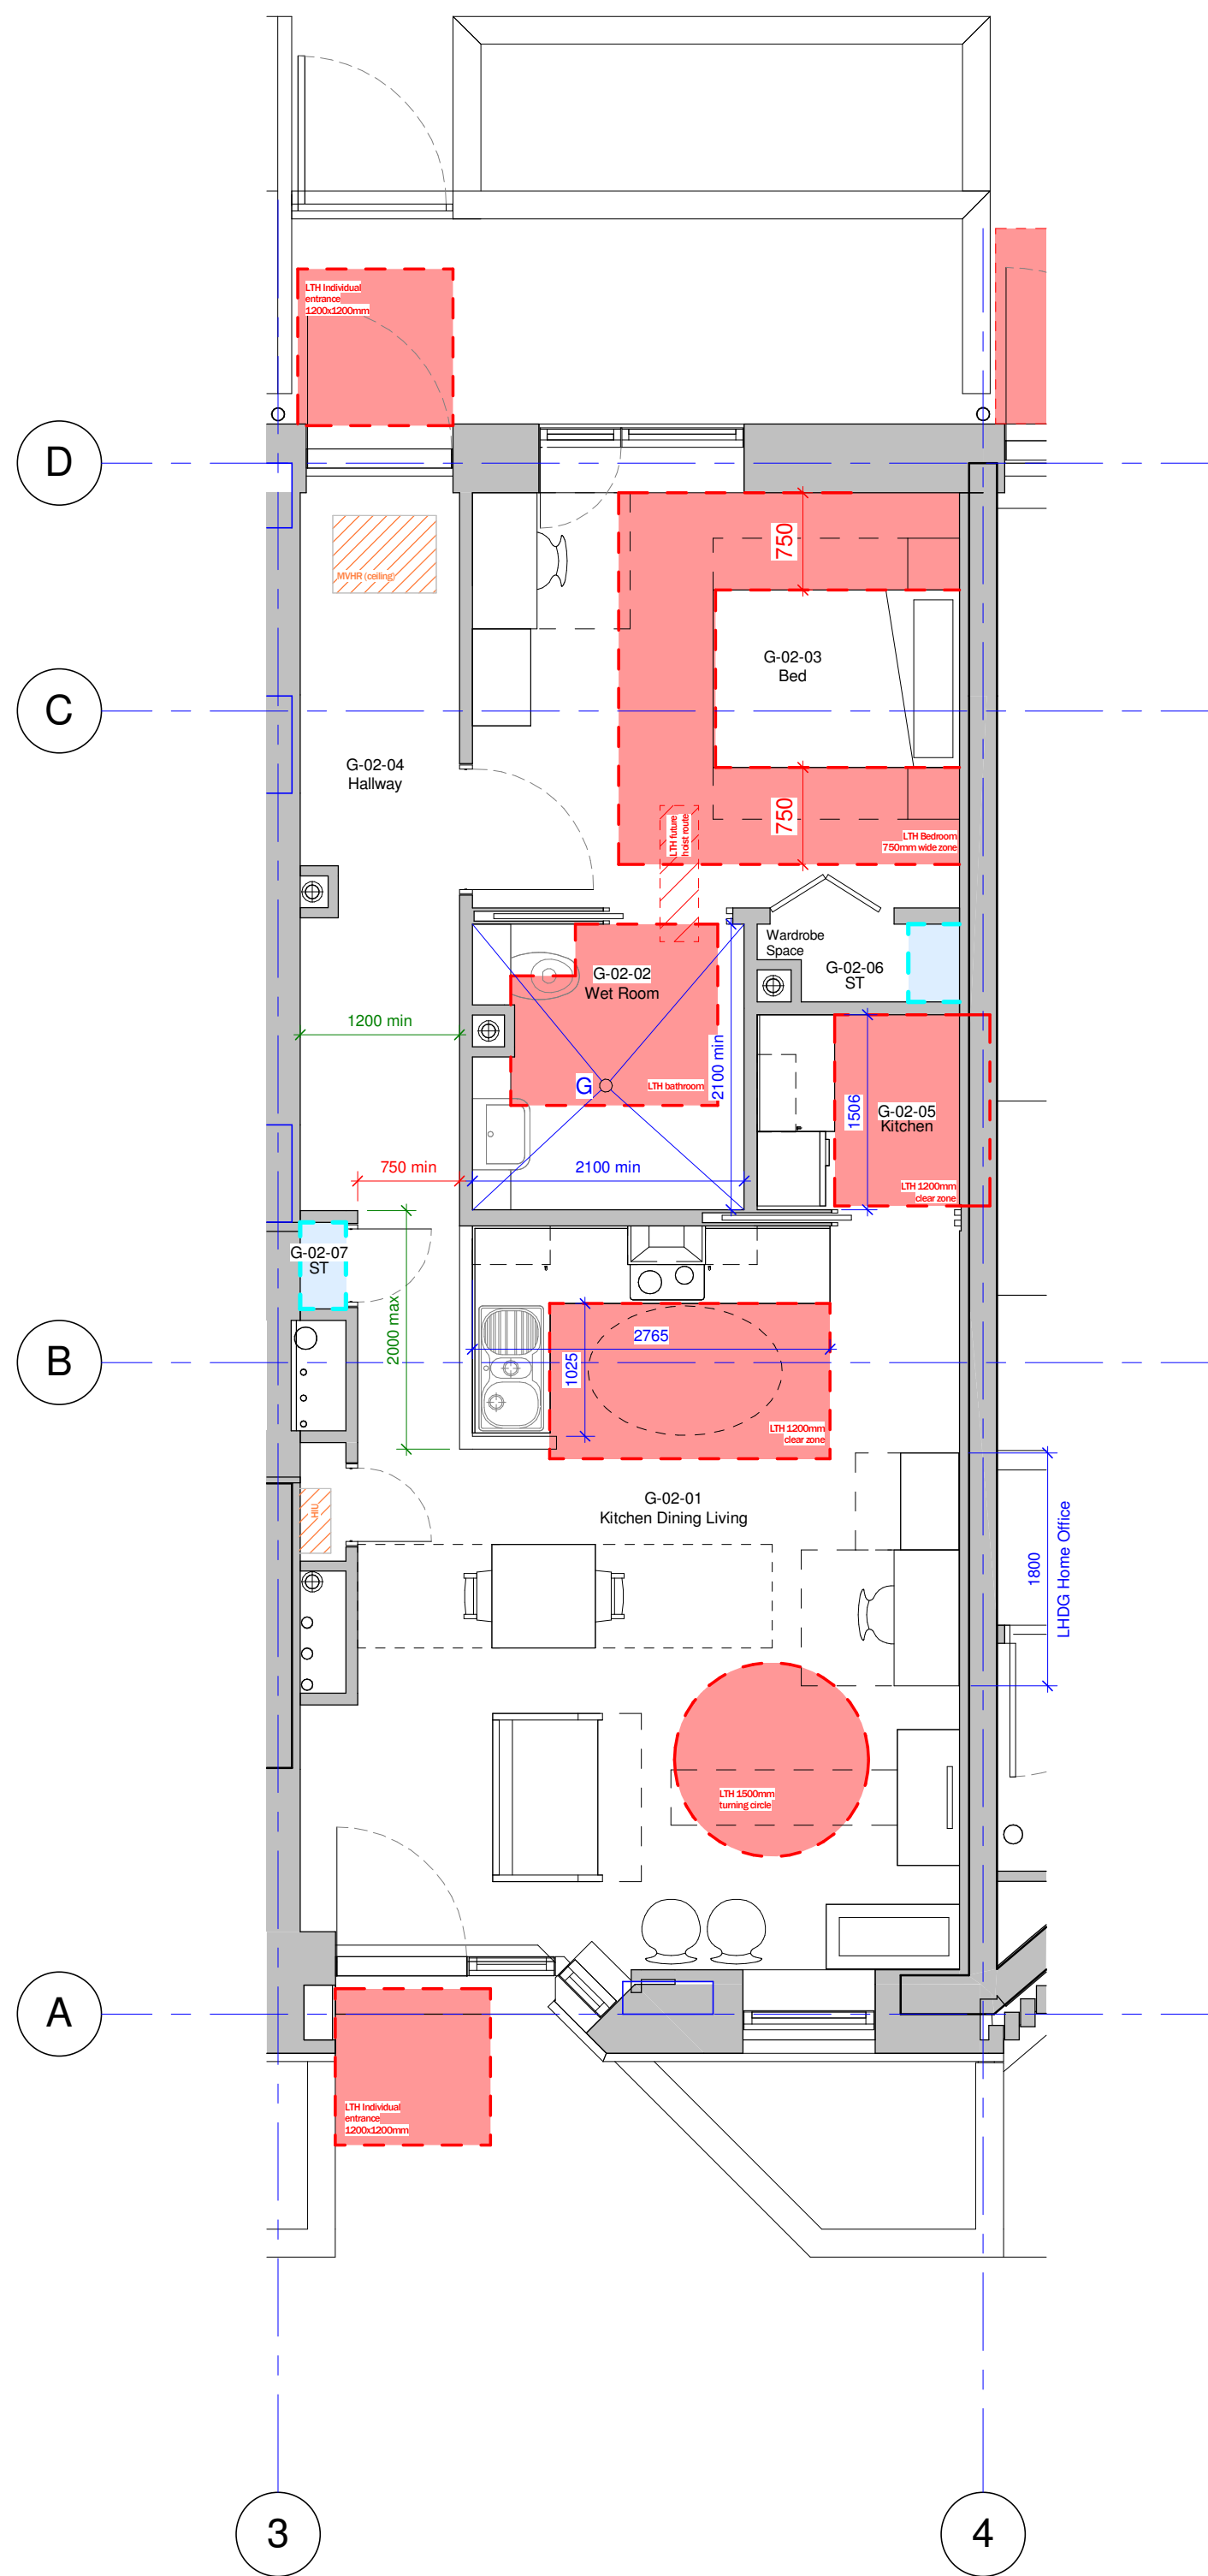 LTH Individual
entrance
1200x1200mm
D
MVHR (ceiling)
750
G-02-03
Bed
C
G-02-04
Hallway
750
LTH future
hoist route
LTH Bedroom
750mm wide zone
Wardrobe
Space
G-02-06
ST
G-02-02
Wet Room
1200 min
2100 min
G
LTH bathroom
1506
G-02-05
Kitchen
750 min
2100 min
LTH 1200mm
clear zone
G-02-07
ST
2000 max
2765
1025
B
LTH 1200mm
clear zone
G-02-01
Kitchen Dining Living
HIU
1800
LHDG Home Office
LTH 1500mm
turning circle
A
LTH Individual
entrance
1200x1200mm
3
4